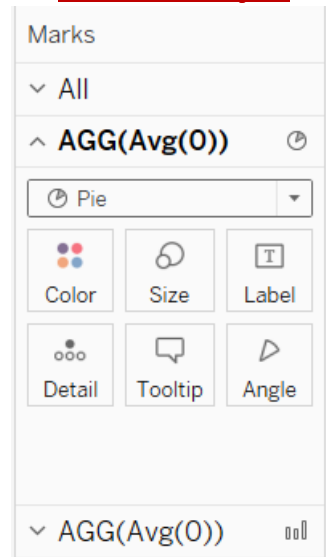 Marks
All
AGG(Avg(0))
Pie
Color Size Label
Detail Tooltip Angle
AGG(Avg(0))